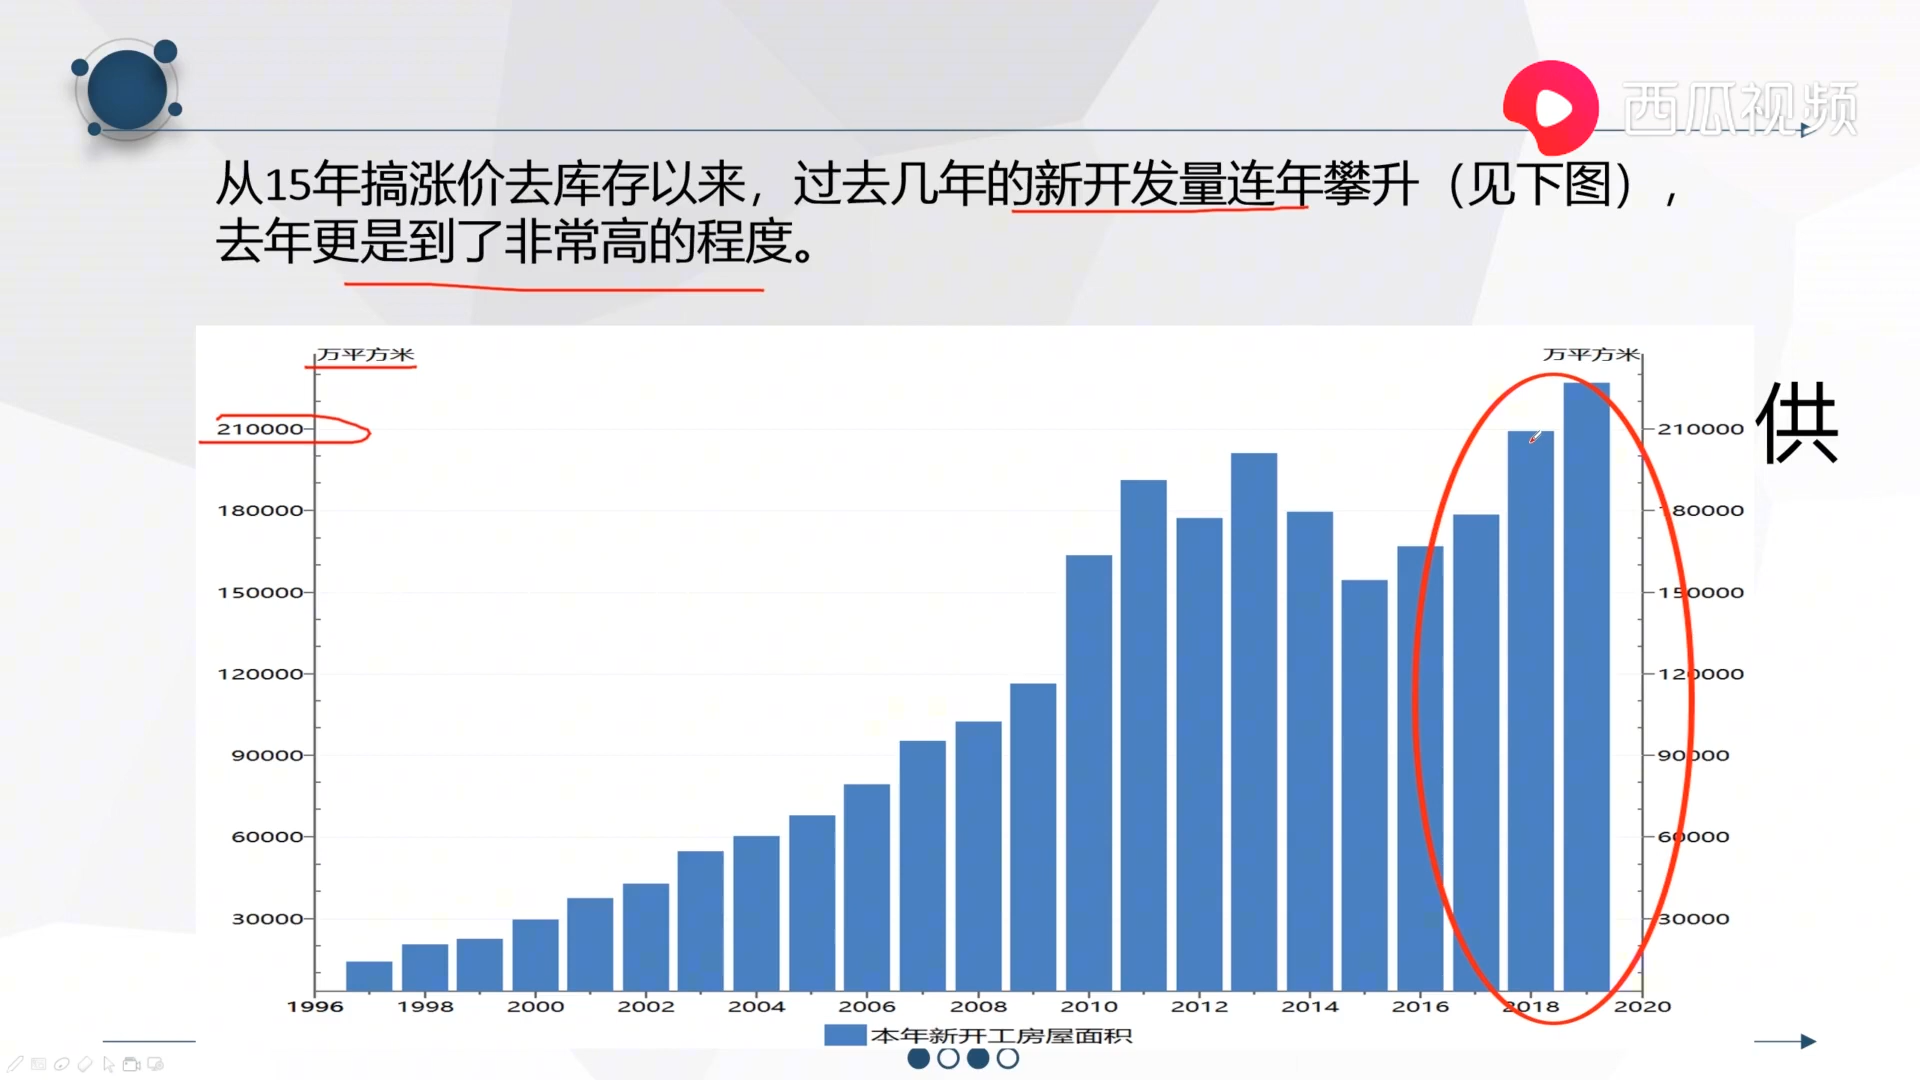 西瓜视频
从15年搞涨价去库存以来，过去几年的新开发量连年攀升（见下图），
去年更是到了非常高的程度。
万平方米
万平方米
供
210000
210000
180000
180000
150000
150000
120000
120000
90000
90000
60000
60000
30000
30000
1996 1998 2000 2002 2004 2006 2008 2010 2012 2014 2016 2018 2020
本年新开工房屋面积